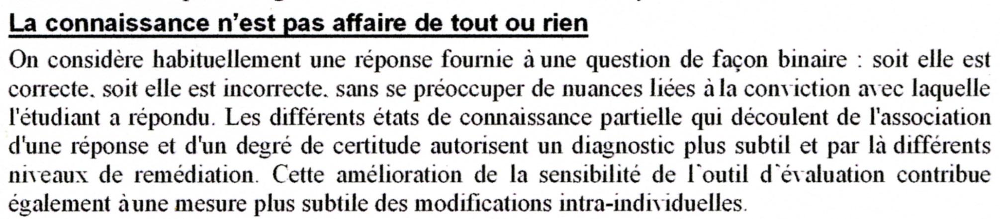 La connaissance n'est pas affaire de tout ou rien
On considère habituellement une réponse fournie à une question de façon binaire : soit elle est
correcte, soit elle est incorrecte, sans se préoccuper de nuances liées à la conviction avec laquelle
l'étudiant a répondu. Les différents états de connaissance partielle qui découlent de l'association
d'une réponse et d'un degré de certitude autorisent un diagnostic plus subtil et par là différents
niveaux de remédiation. Cette amélioration de la sensibilité de l'outil d'évaluation contribue
également à une mesure plus subtile des modifications intra-individuelles.